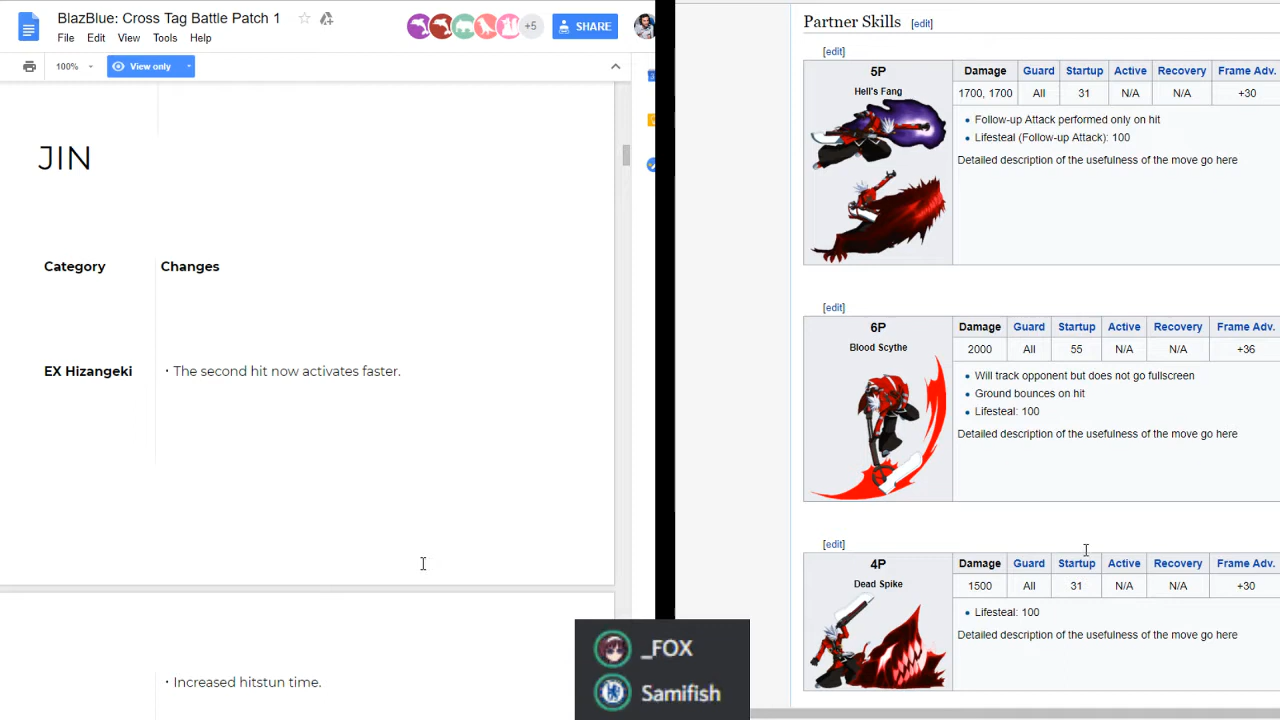 BlazBlue: Cross Tag Battle Patch 1
File Edit View Tools Help
+5
SHARE
100%
View only
JIN
Category Changes
EX Hizangeki · The second hit now activates faster.
· Increased hitstun time.
Partner Skills [edit]
[edit]
5P Damage Guard Startup Active Recovery Frame Adv.
Hell's Fang 1700, 1700 All 31 N/A N/A +30
• Follow-up Attack performed only on hit
• Lifesteal (Follow-up Attack): 100
Detailed description of the usefulness of the move go here
[edit]
6P Damage Guard Startup Active Recovery Frame Adv.
Blood Scythe 2000 All 55 N/A N/A +36
• Will track opponent but does not go fullscreen
• Ground bounces on hit
• Lifesteal: 100
Detailed description of the usefulness of the move go here
[edit]
4P Damage Guard Startup Active Recovery Frame Adv.
Dead Spike 1500 All 31 N/A N/A +30
• Lifesteal: 100
Detailed description of the usefulness of the move go here
_FOX
Samifish